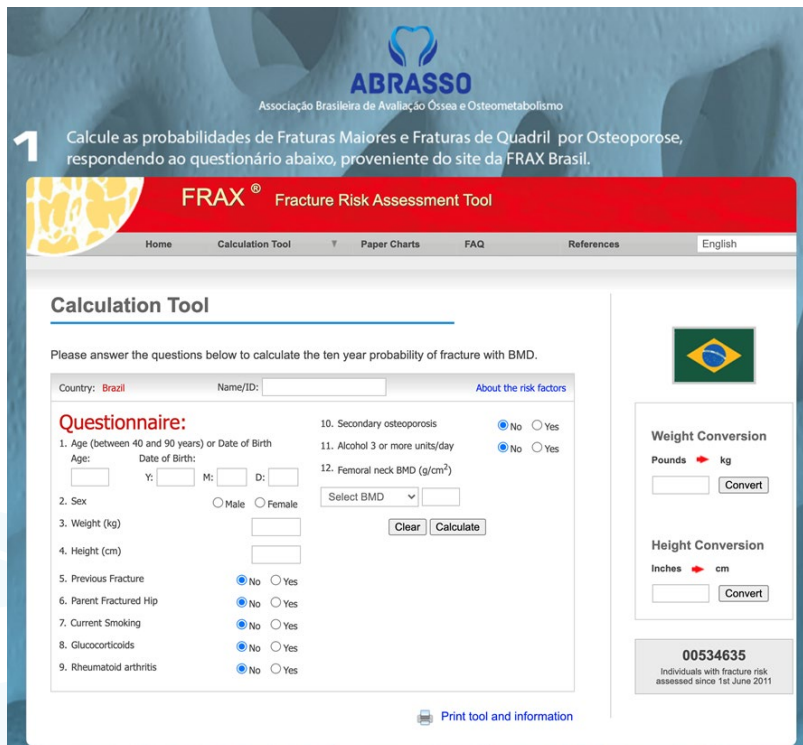 ABRASSO
Associação Brasileira de Avaliação Óssea e Osteometabolismo
1
Calcule as probabilidades de Fraturas Maiores e Fraturas de Quadril por Osteoporose,
respondendo ao questionário abaixo, proveniente do site da FRAX Brasil.
FRAX ® Fracture Risk Assessment Tool
Home Calculation Tool ▼ Paper Charts FAQ References English
Calculation Tool
Please answer the questions below to calculate the ten year probability of fracture with BMD.
Country: Brazil Name/ID: About the risk factors
Questionnaire:
1. Age (between 40 and 90 years) or Date of Birth
Age: Date of Birth:
Y: M: D:
2. Sex Male Female
3. Weight (kg)
4. Height (cm)
5. Previous Fracture No Yes
6. Parent Fractured Hip No Yes
7. Current Smoking No Yes
8. Glucocorticoids No Yes
9. Rheumatoid arthritis No Yes
10. Secondary osteoporosis No Yes
11. Alcohol 3 or more units/day No Yes
12. Femoral neck BMD (g/cm²)
Select BMD
Clear Calculate
Print tool and information
Weight Conversion
Pounds kg
Convert
Height Conversion
Inches cm
Convert
00534635
Individuals with fracture risk
assessed since 1st June 2011